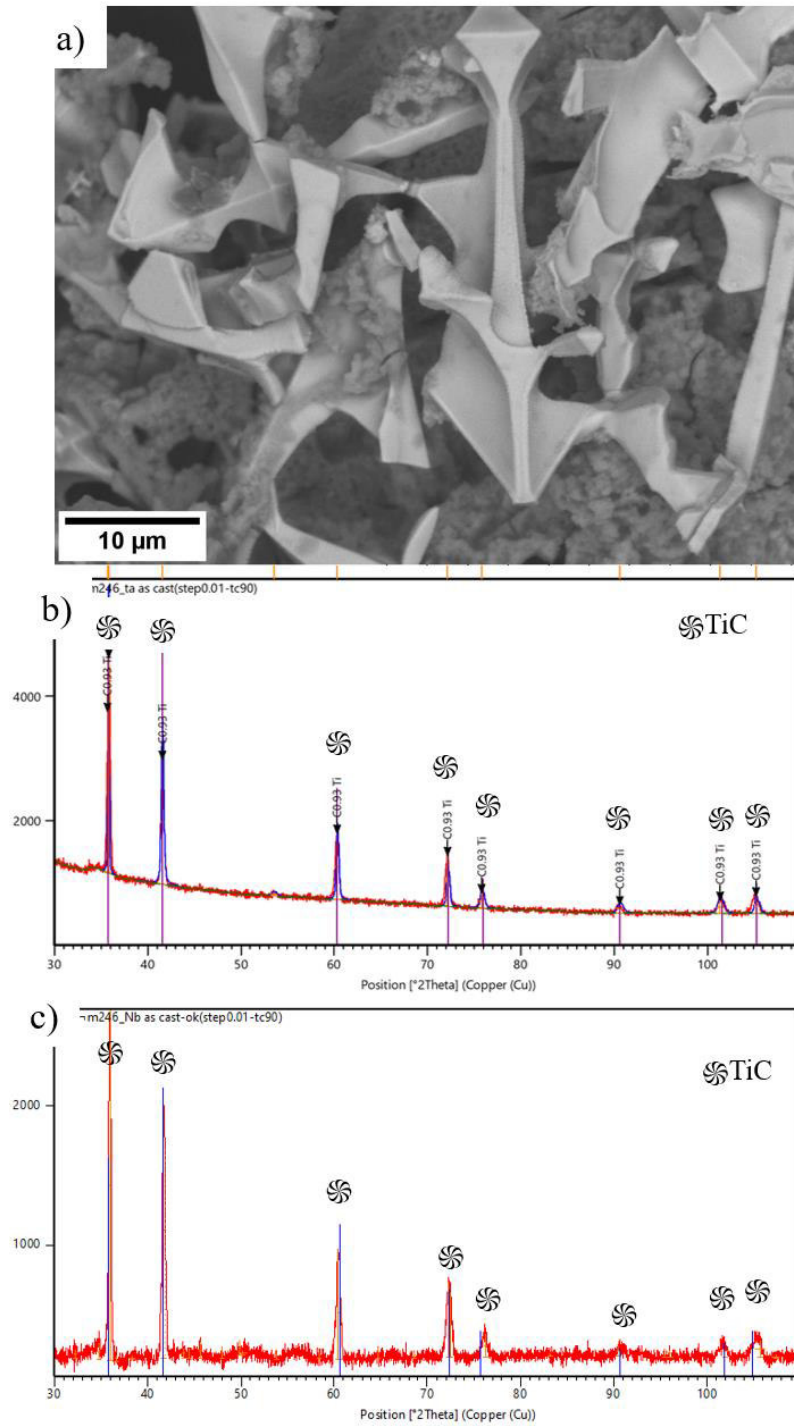 a)
10 µm
m246_ta as cast(step0.01-tc90)
b)
TiC
4000
2000
C0.93 Ti
C0.93 Ti
C0.93 Ti
C0.93 Ti
C0.93 Ti
C0.93 Ti
C0.93 Ti
C0.93 Ti
30 40 50 60 70 80 90 100
Position [°2Theta] (Copper (Cu))
c)
m246_Nb as cast-ok(step0.01-tc90)
TiC
2000
1000
30 40 50 60 70 80 90 100
Position [°2Theta] (Copper (Cu))